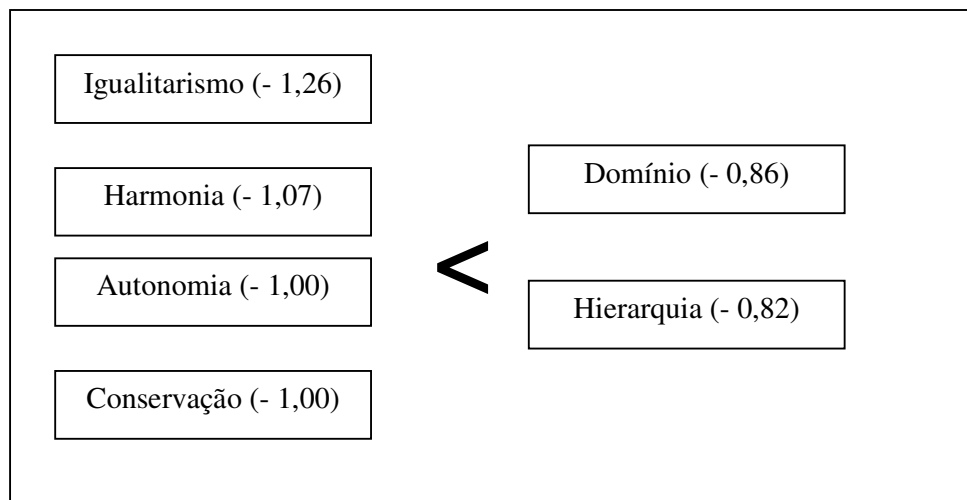 Igualitarismo (- 1,26)
Harmonia (- 1,07)
Autonomia (- 1,00)
Conservação (- 1,00)
<
Domínio (- 0,86)
Hierarquia (- 0,82)